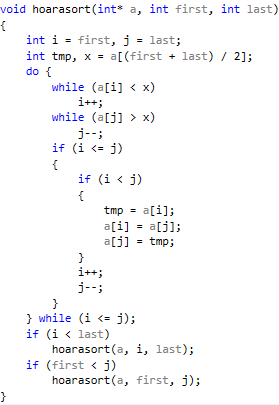 void hoarasort(int* a, int first, int last)
{
    int i = first, j = last;
    int tmp, x = a[(first + last) / 2];
    do {
        while (a[i] < x)
            i++;
        while (a[j] > x)
            j--;
        if (i <= j)
        {
            if (i < j)
            {
                tmp = a[i];
                a[i] = a[j];
                a[j] = tmp;
            }
            i++;
            j--;
        }
    } while (i <= j);
    if (i < last)
        hoarasort(a, i, last);
    if (first < j)
        hoarasort(a, first, j);
}